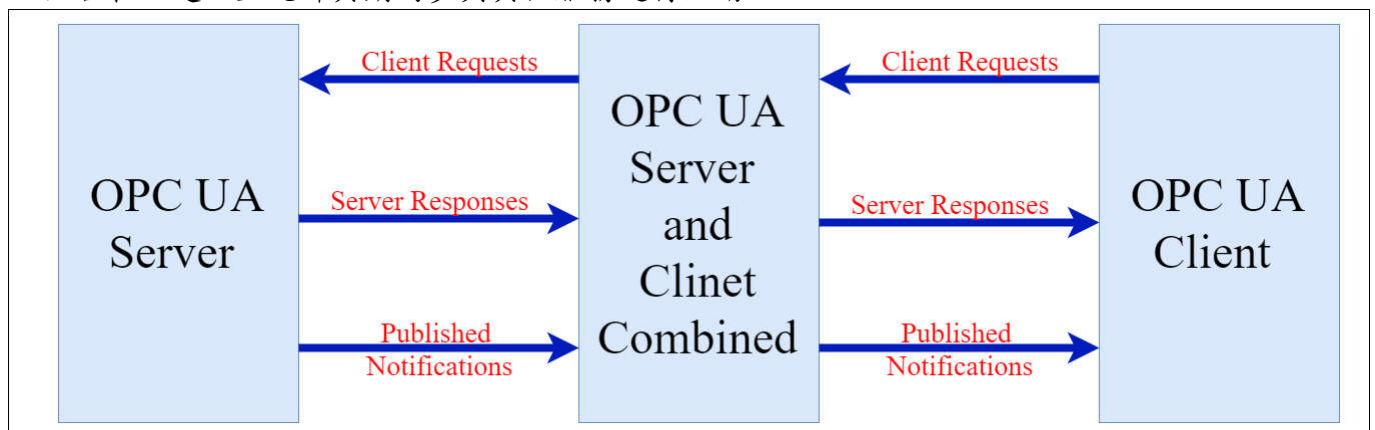 Client Requests
Client Requests
OPC UA
Server
Server Responses
Published
Notifications
OPC UA
Server
and
Clinet
Combined
Server Responses
Published
Notifications
OPC UA
Client